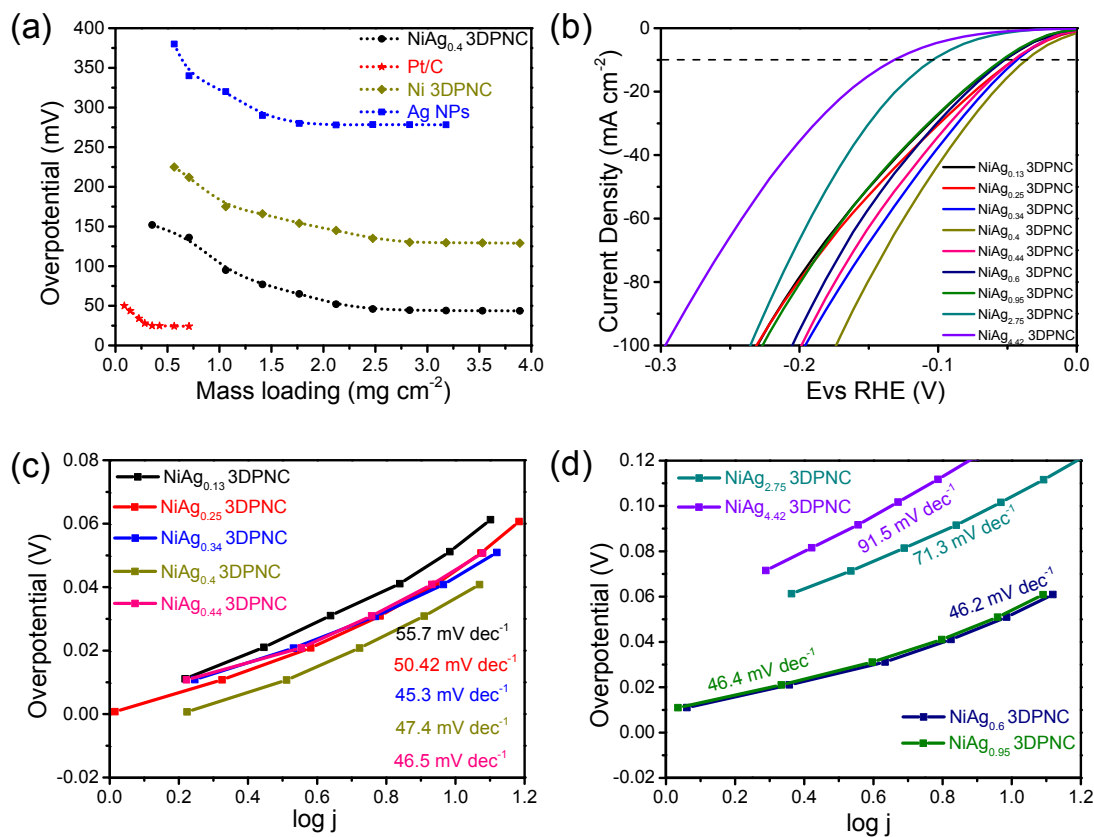 (a)
400
350
300
250
200
150
100
50
0
Overpotential (mV)
NiAg0.4 3DPNC
Pt/C
Ni 3DPNC
Ag NPs
0.0 0.5 1.0 1.5 2.0 2.5 3.0 3.5 4.0
Mass loading (mg cm-2)
(b)
0
-20
-40
-60
-80
-100
Current Density (mA cm-2)
NiAg0.13 3DPNC
NiAg0.25 3DPNC
NiAg0.34 3DPNC
NiAg0.4 3DPNC
NiAg0.44 3DPNC
NiAg0.6 3DPNC
NiAg0.95 3DPNC
NiAg2.75 3DPNC
NiAg4.42 3DPNC
-0.3 -0.2 -0.1 0.0
Evs RHE (V)
(c)
0.08
0.06
0.04
0.02
0.00
-0.02
Overpotential (V)
NiAg0.13 3DPNC
NiAg0.25 3DPNC
NiAg0.34 3DPNC
NiAg0.4 3DPNC
NiAg0.44 3DPNC
55.7 mV dec-1
50.42 mV dec-1
45.3 mV dec-1
47.4 mV dec-1
46.5 mV dec-1
0.0 0.2 0.4 0.6 0.8 1.0 1.2
log j
(d)
0.12
0.10
0.08
0.06
0.04
0.02
0.00
-0.02
Overpotential (V)
NiAg2.75 3DPNC
NiAg4.42 3DPNC
91.5 mV dec-1
71.3 mV dec-1
46.2 mV dec-1
46.4 mV dec-1
NiAg0.6 3DPNC
NiAg0.95 3DPNC
0.0 0.2 0.4 0.6 0.8 1.0 1.2
log j